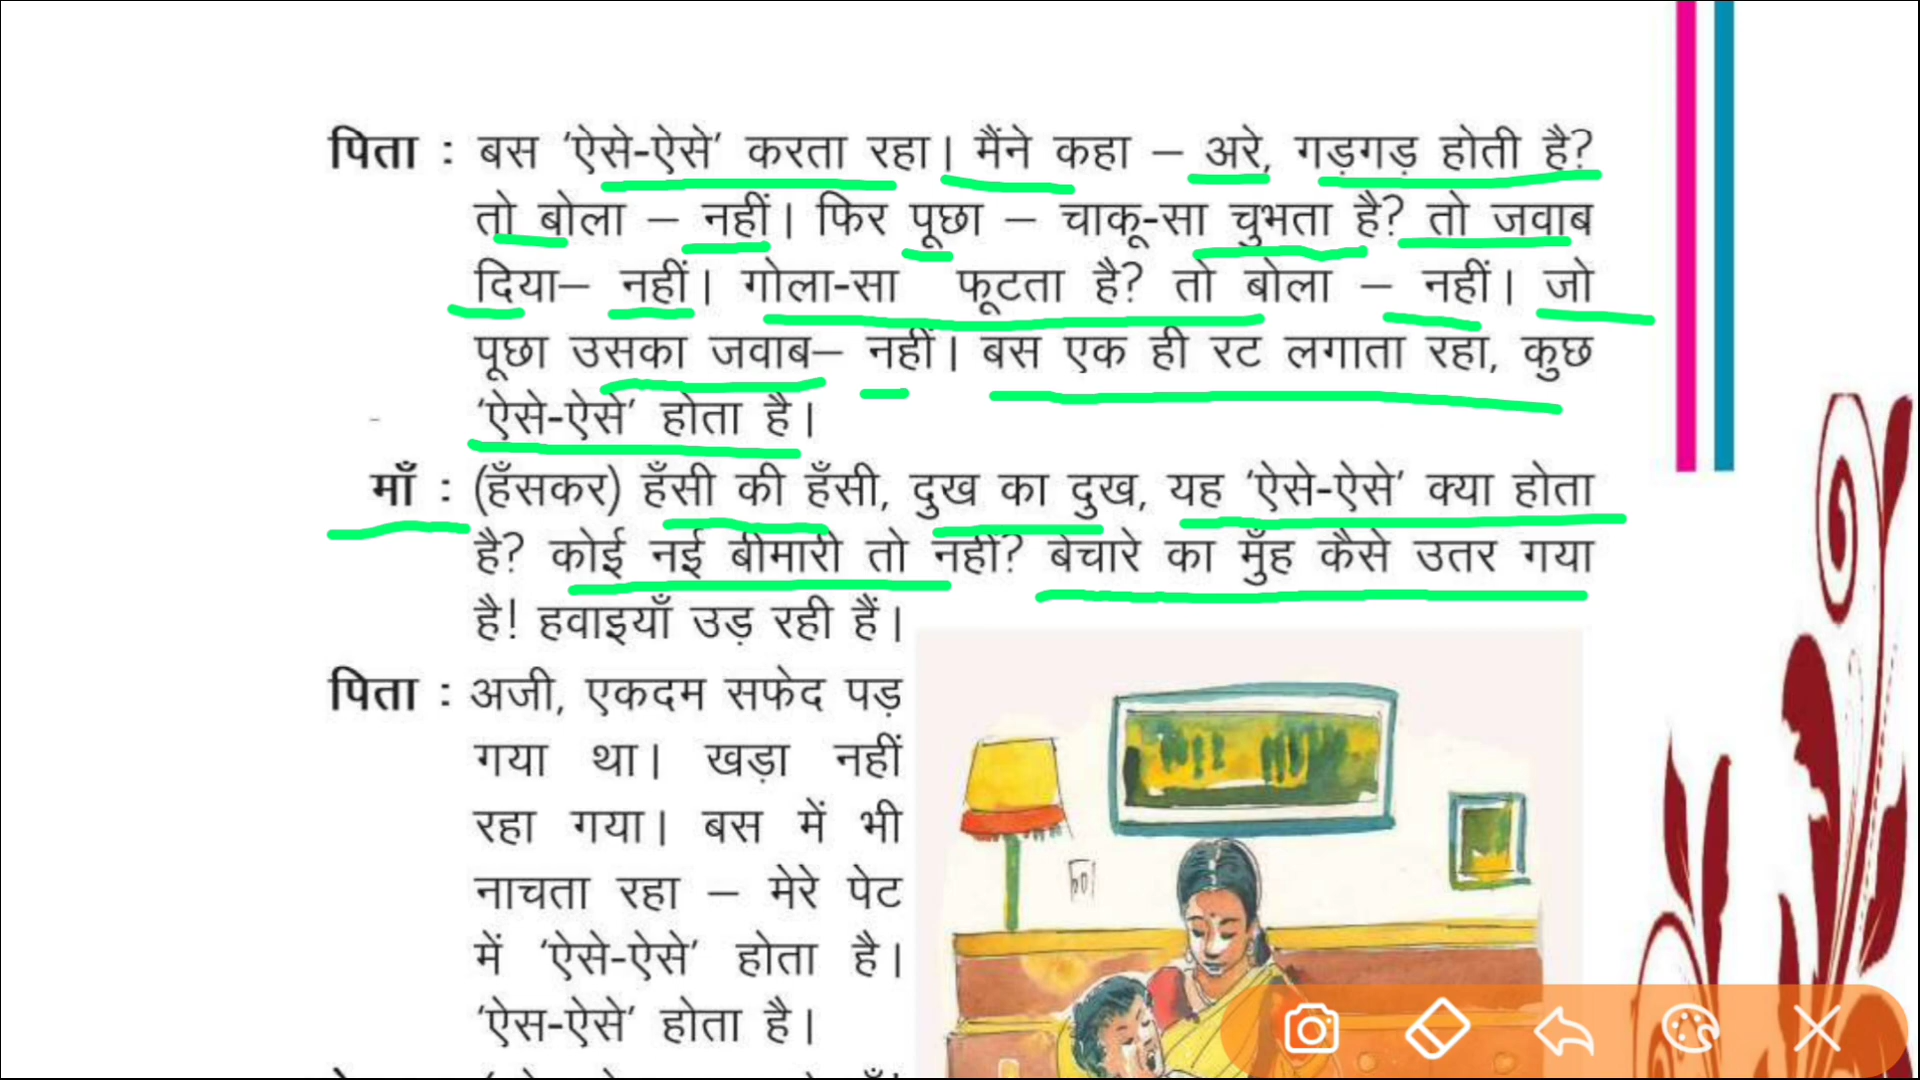 पिता : बस ‘ऐसे-ऐसे’ करता रहा। मैंने कहा – अरे, गड़गड़ होती है?
तो बोला – नहीं। फिर पूछा – चाकू-सा चुभता है? तो जवाब
दिया– नहीं। गोला-सा फूटता है? तो बोला – नहीं। जो
पूछा उसका जवाब– नहीं। बस एक ही रट लगाता रहा, कुछ
‘ऐसे-ऐसे’ होता है।
माँ : (हँसकर) हँसी की हँसी, दुख का दुख, यह ‘ऐसे-ऐसे’ क्या होता
है? कोई नई बीमारी तो नहीं? बेचारे का मुँह कैसे उतर गया
है! हवाइयाँ उड़ रही हैं।
पिता : अजी, एकदम सफेद पड़
गया था। खड़ा नहीं
रहा गया। बस में भी
नाचता रहा – मेरे पेट
में ‘ऐसे-ऐसे’ होता है।
‘ऐस-ऐसे’ होता है।